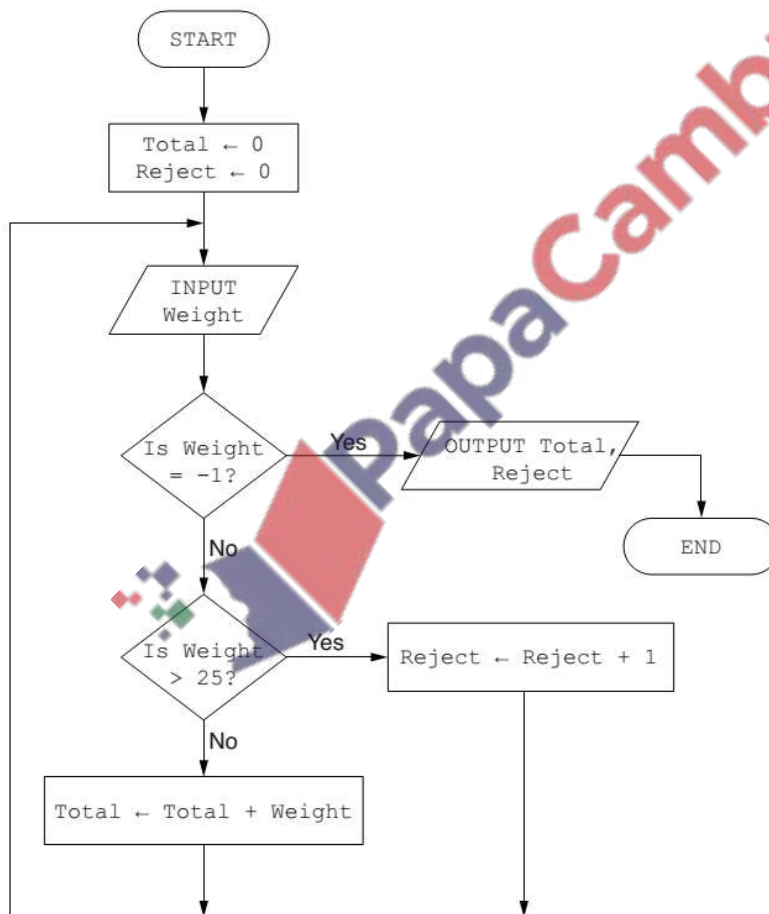 START
Total ← 0
Reject ← 0
INPUT
Weight
Is Weight
= -1?
Yes
OUTPUT Total,
Reject
END
No
Is Weight
> 25?
Yes
Reject ← Reject + 1
No
Total ← Total + Weight
PapaCamb